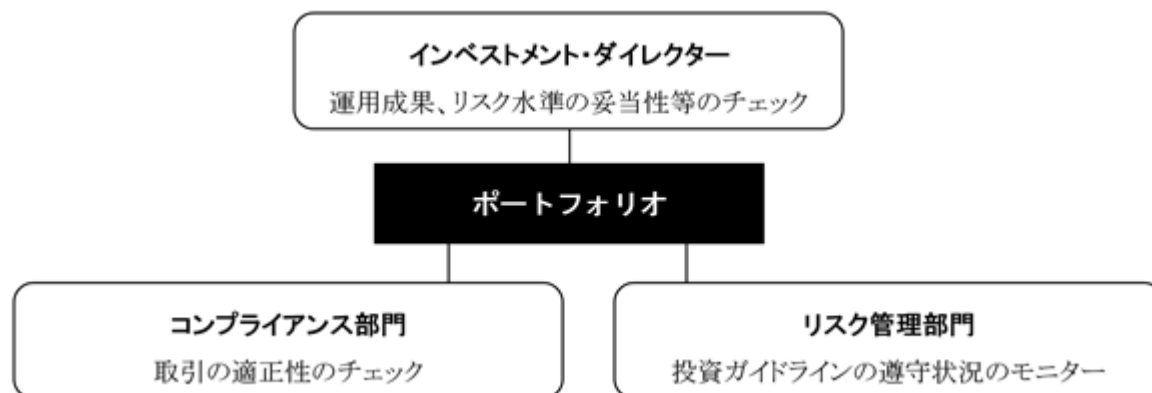 インベストメント・ダイレクター
運用成果、リスク水準の妥当性等のチェック
ポートフォリオ
コンプライアンス部門
取引の適正性のチェック
リスク管理部門
投資ガイドラインの遵守状況のモニター